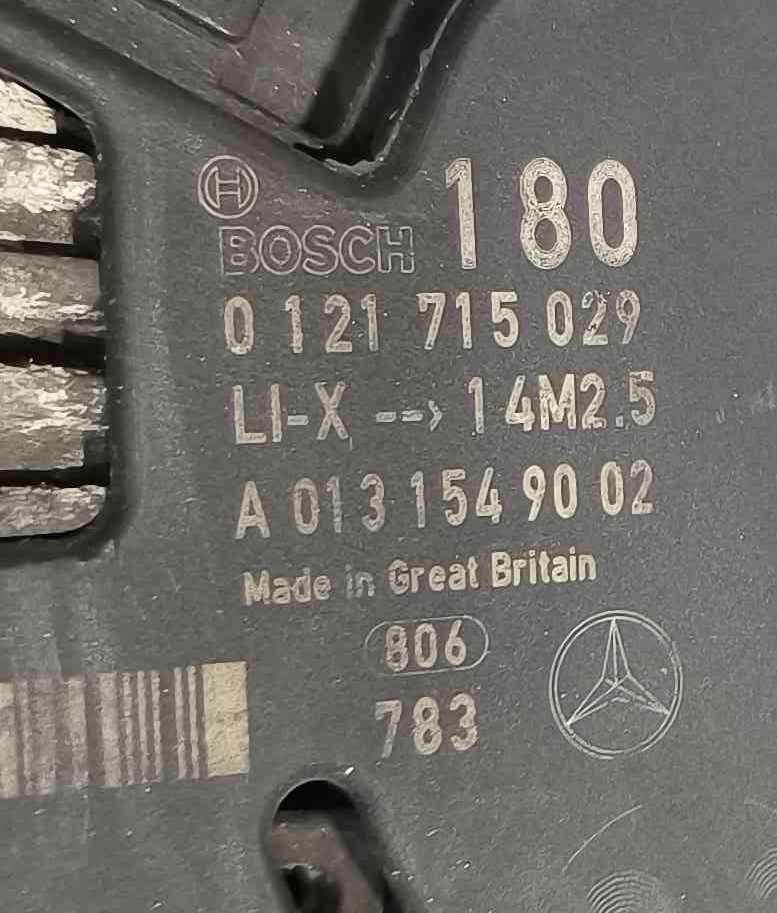 BOSCH 180
0 121 715 029
LI-X --> 14M2.5
A 013 154 90 02
Made in Great Britain
806
783